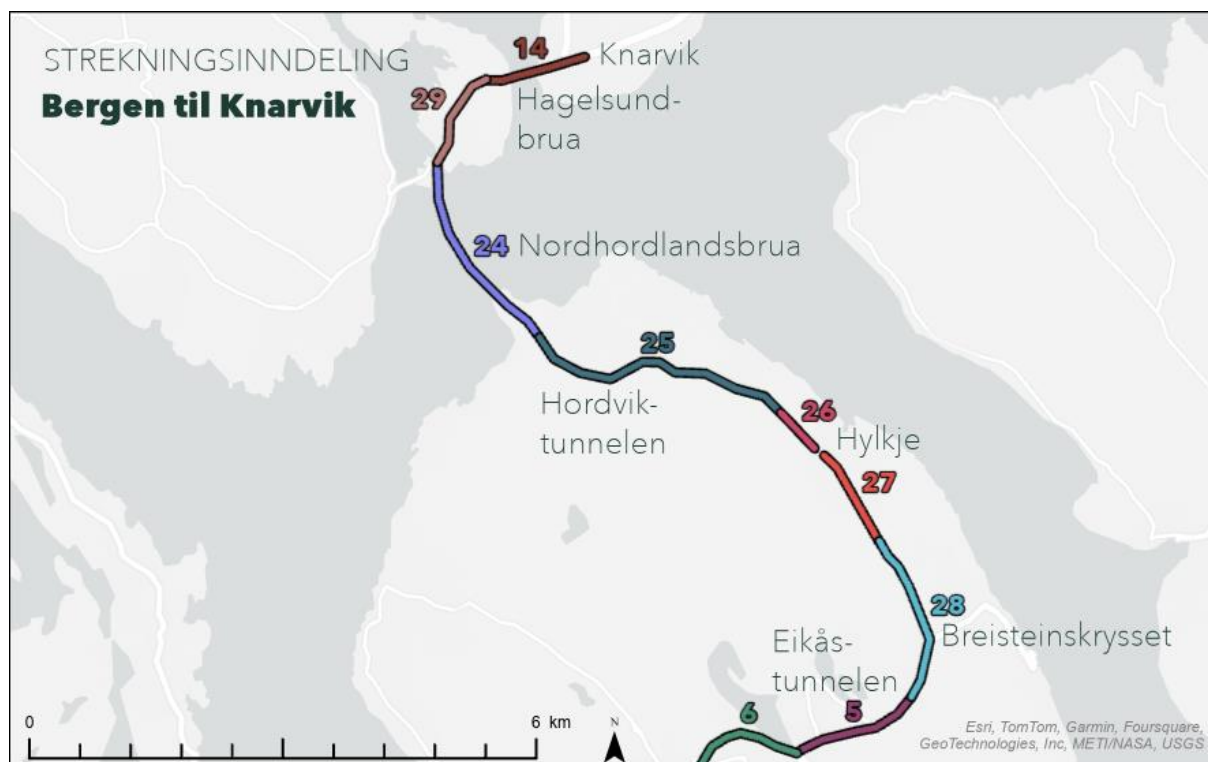 STREKNINGSINNDELING
Bergen til Knarvik
14
Knarvik
29
Hagelsund-
brua
24 Nordhordlandsbrua
25
Hordvik-
tunnelen
26
Hylkje
27
28
Breisteinskrysset
Eikås-
tunnelen
5
6
0 6 km
N
Esri, TomTom, Garmin, Foursquare,
GeoTechnologies, Inc, METI/NASA, USGS